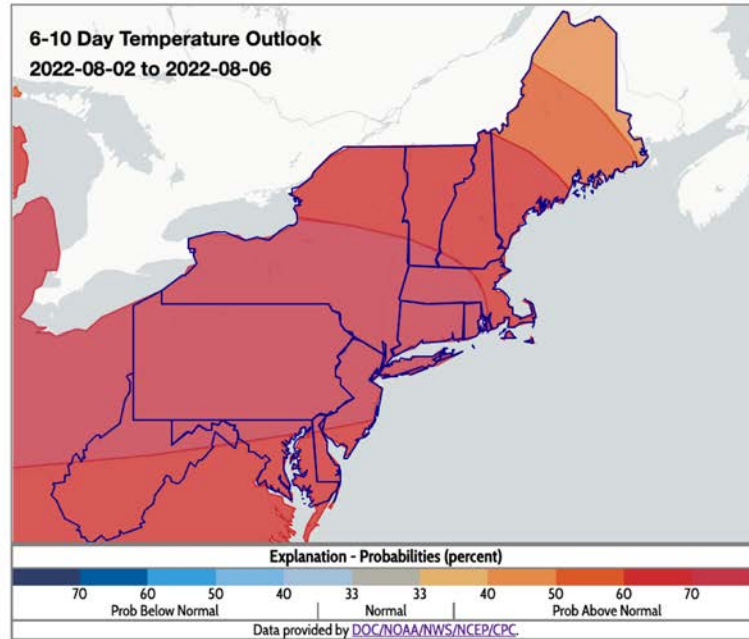 6-10 Day Temperature Outlook
2022-08-02 to 2022-08-06
Explanation - Probabilities (percent)
70 60 50 40 33 33 40 50 60 70
Prob Below Normal | Normal | Prob Above Normal
Data provided by DOC/NOAA/NWS/NCEP/CPC.